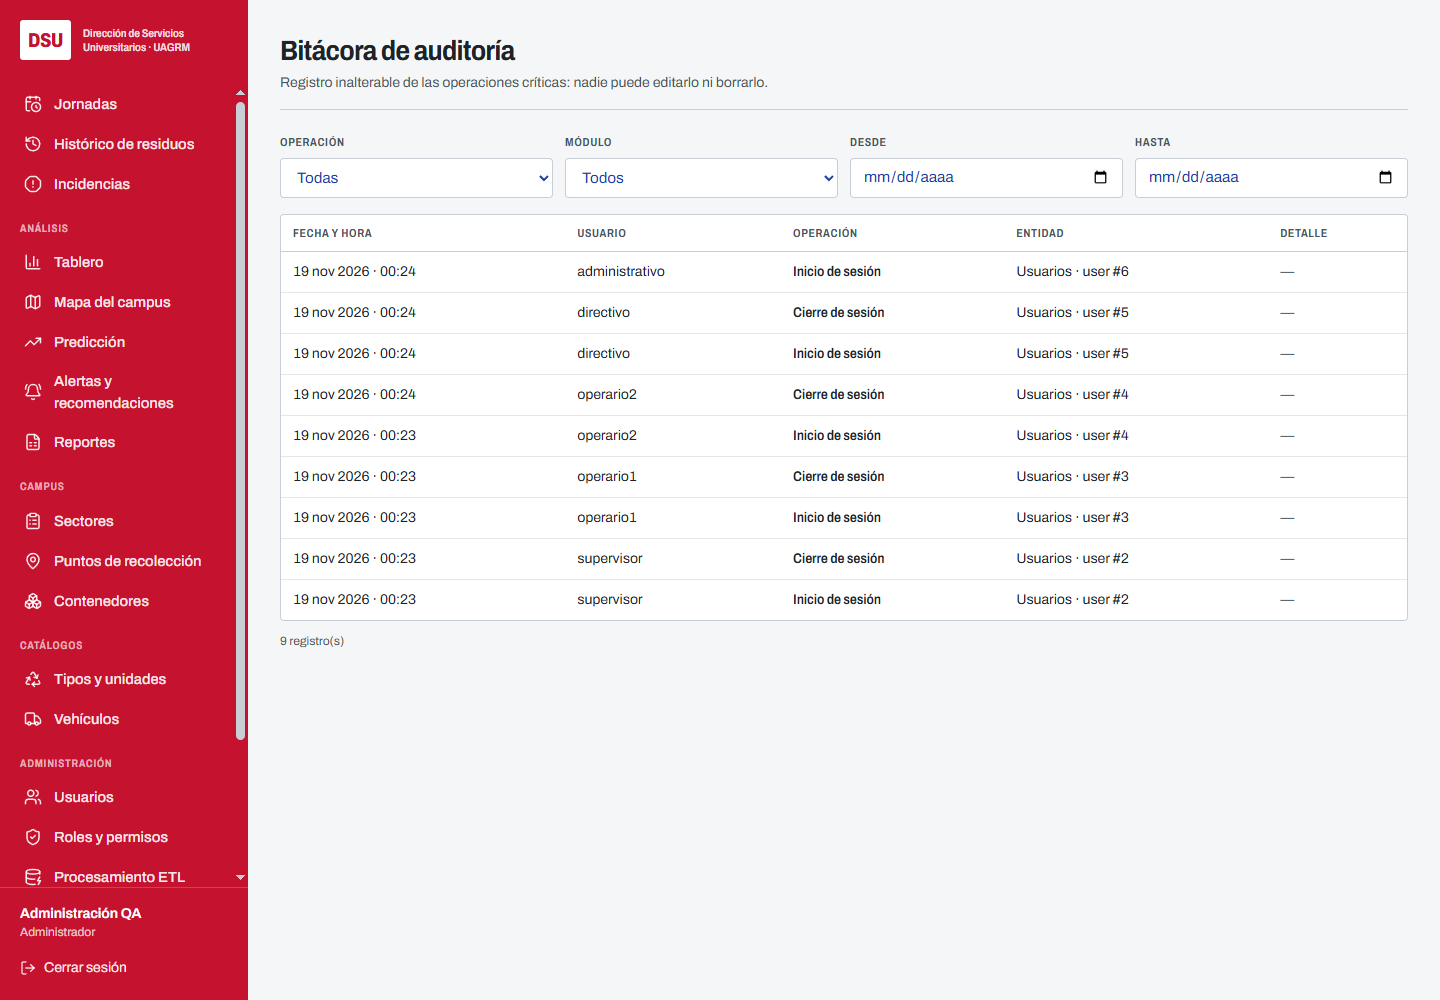 DSU
Dirección de Servicios
Universitarios · UAGRM
Jornadas
Histórico de residuos
Incidencias
ANÁLISIS
Tablero
Mapa del campus
Predicción
Alertas y
recomendaciones
Reportes
CAMPUS
Sectores
Puntos de recolección
Contenedores
CATÁLOGOS
Tipos y unidades
Vehículos
ADMINISTRACIÓN
Usuarios
Roles y permisos
Procesamiento ETL
Administración QA
Administrador
Cerrar sesión
Bitácora de auditoría
Registro inalterable de las operaciones críticas: nadie puede editarlo ni borrarlo.
OPERACIÓN MÓDULO DESDE HASTA
Todas Todos mm/dd/aaaa mm/dd/aaaa
FECHA Y HORA USUARIO OPERACIÓN ENTIDAD DETALLE
19 nov 2026 · 00:24 administrativo Inicio de sesión Usuarios · user #6 —
19 nov 2026 · 00:24 directivo Cierre de sesión Usuarios · user #5 —
19 nov 2026 · 00:24 directivo Inicio de sesión Usuarios · user #5 —
19 nov 2026 · 00:24 operario2 Cierre de sesión Usuarios · user #4 —
19 nov 2026 · 00:23 operario2 Inicio de sesión Usuarios · user #4 —
19 nov 2026 · 00:23 operario1 Cierre de sesión Usuarios · user #3 —
19 nov 2026 · 00:23 operario1 Inicio de sesión Usuarios · user #3 —
19 nov 2026 · 00:23 supervisor Cierre de sesión Usuarios · user #2 —
19 nov 2026 · 00:23 supervisor Inicio de sesión Usuarios · user #2 —
9 registro(s)